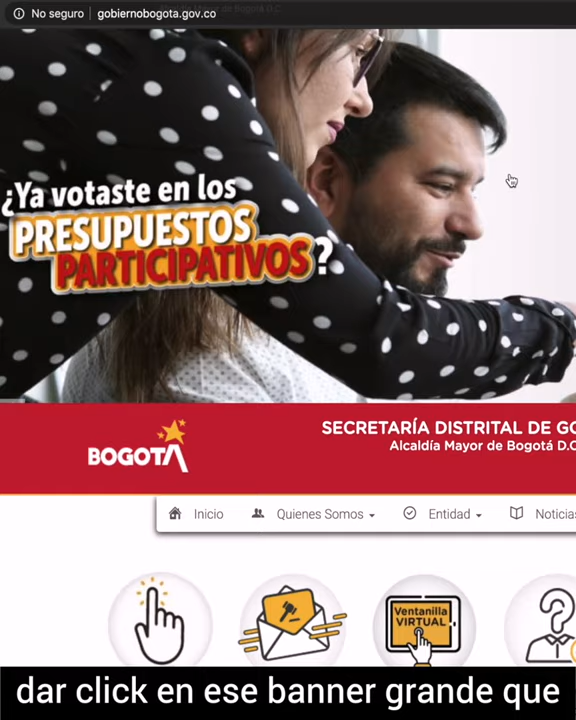 No seguro | gobiernobogota.gov.co
¿Ya votaste en los
PRESUPUESTOS
PARTICIPATIVOS?
SECRETARÍA DISTRITAL DE GO
Alcaldía Mayor de Bogotá D.C
BOGOTA
Inicio
Quienes Somos
Entidad
Noticias
Ventanilla
VIRTUAL
dar click en ese banner grande que